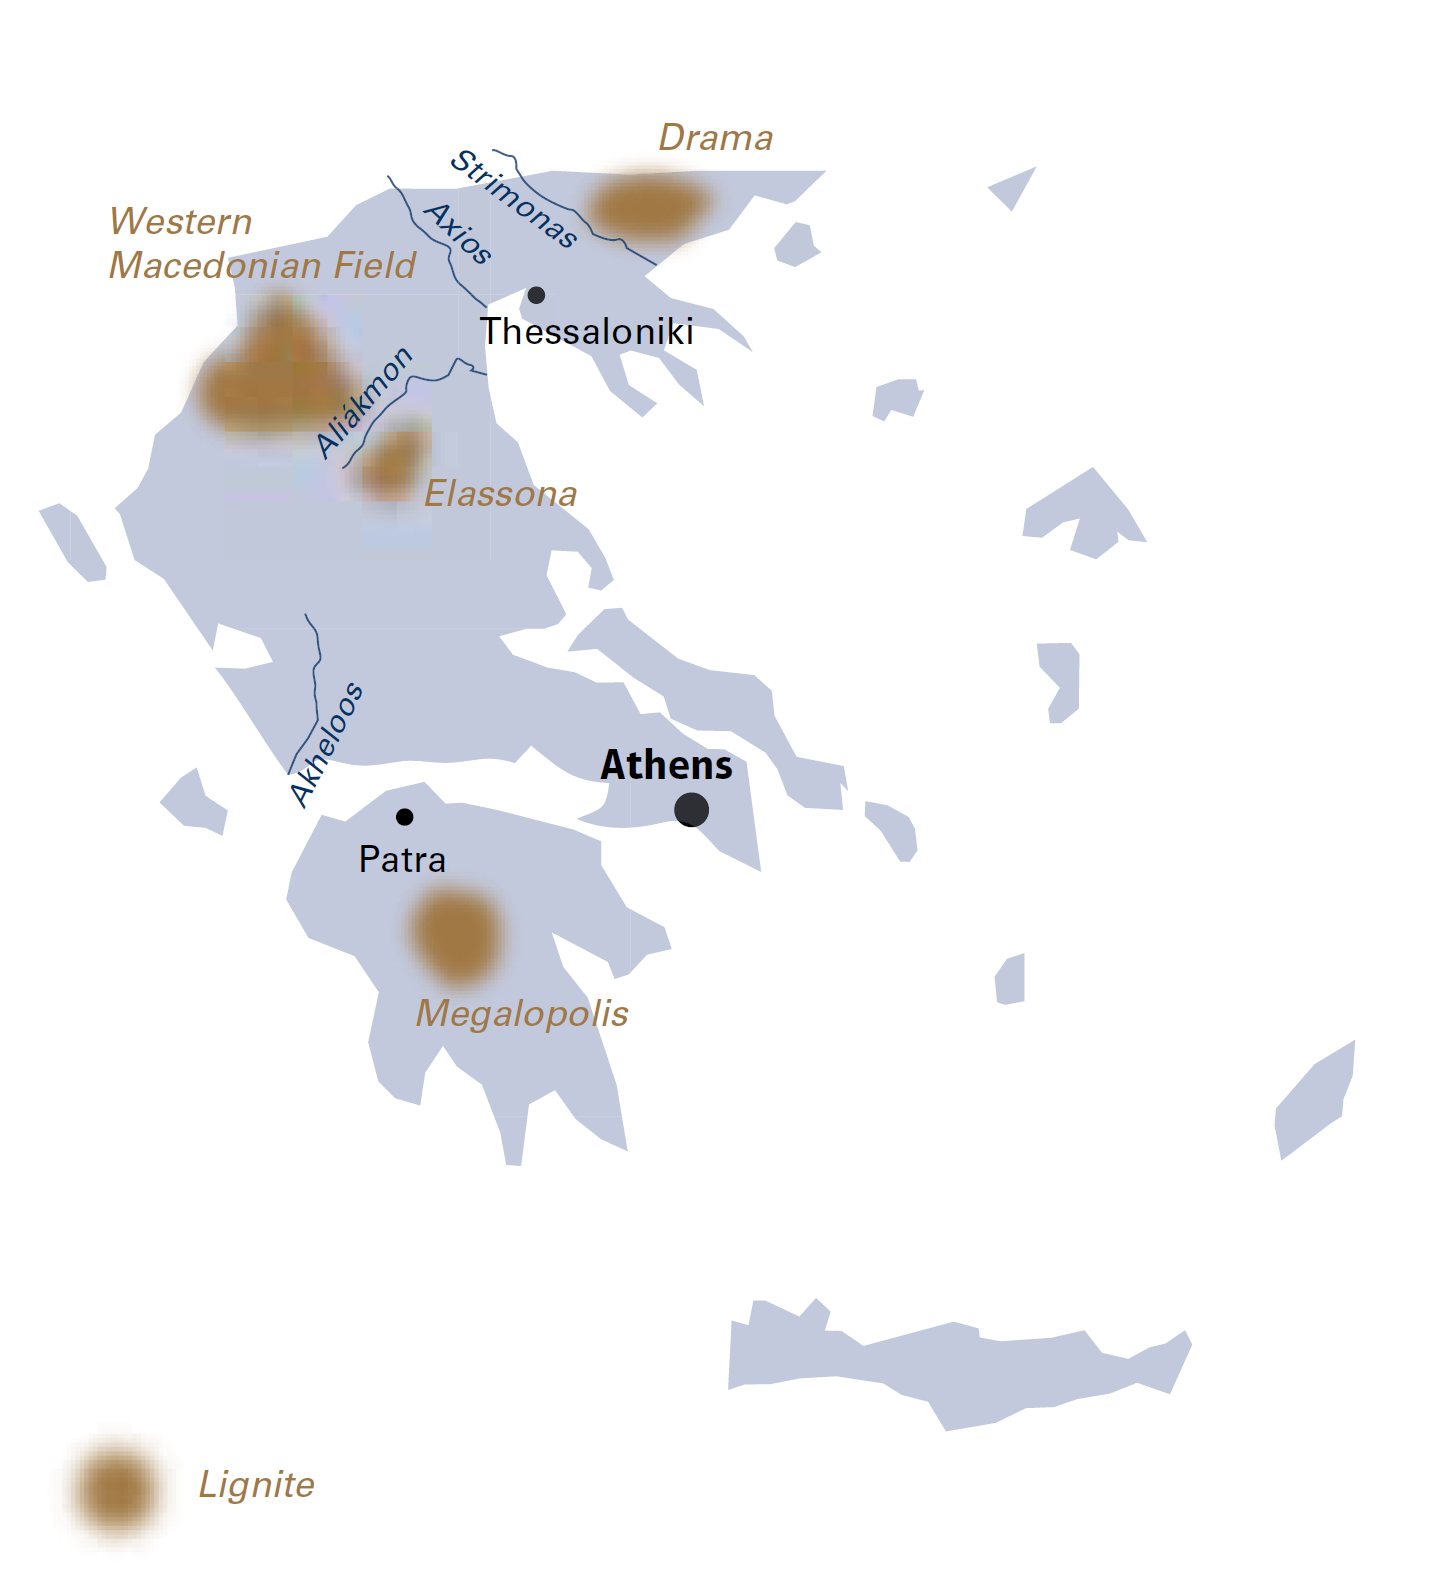 Drama
Strimonas
Axios
Western
Macedonian Field
Thessaloniki
Aliákmon
Elassona
Akheloos
Athens
Patra
Megalopolis
Lignite